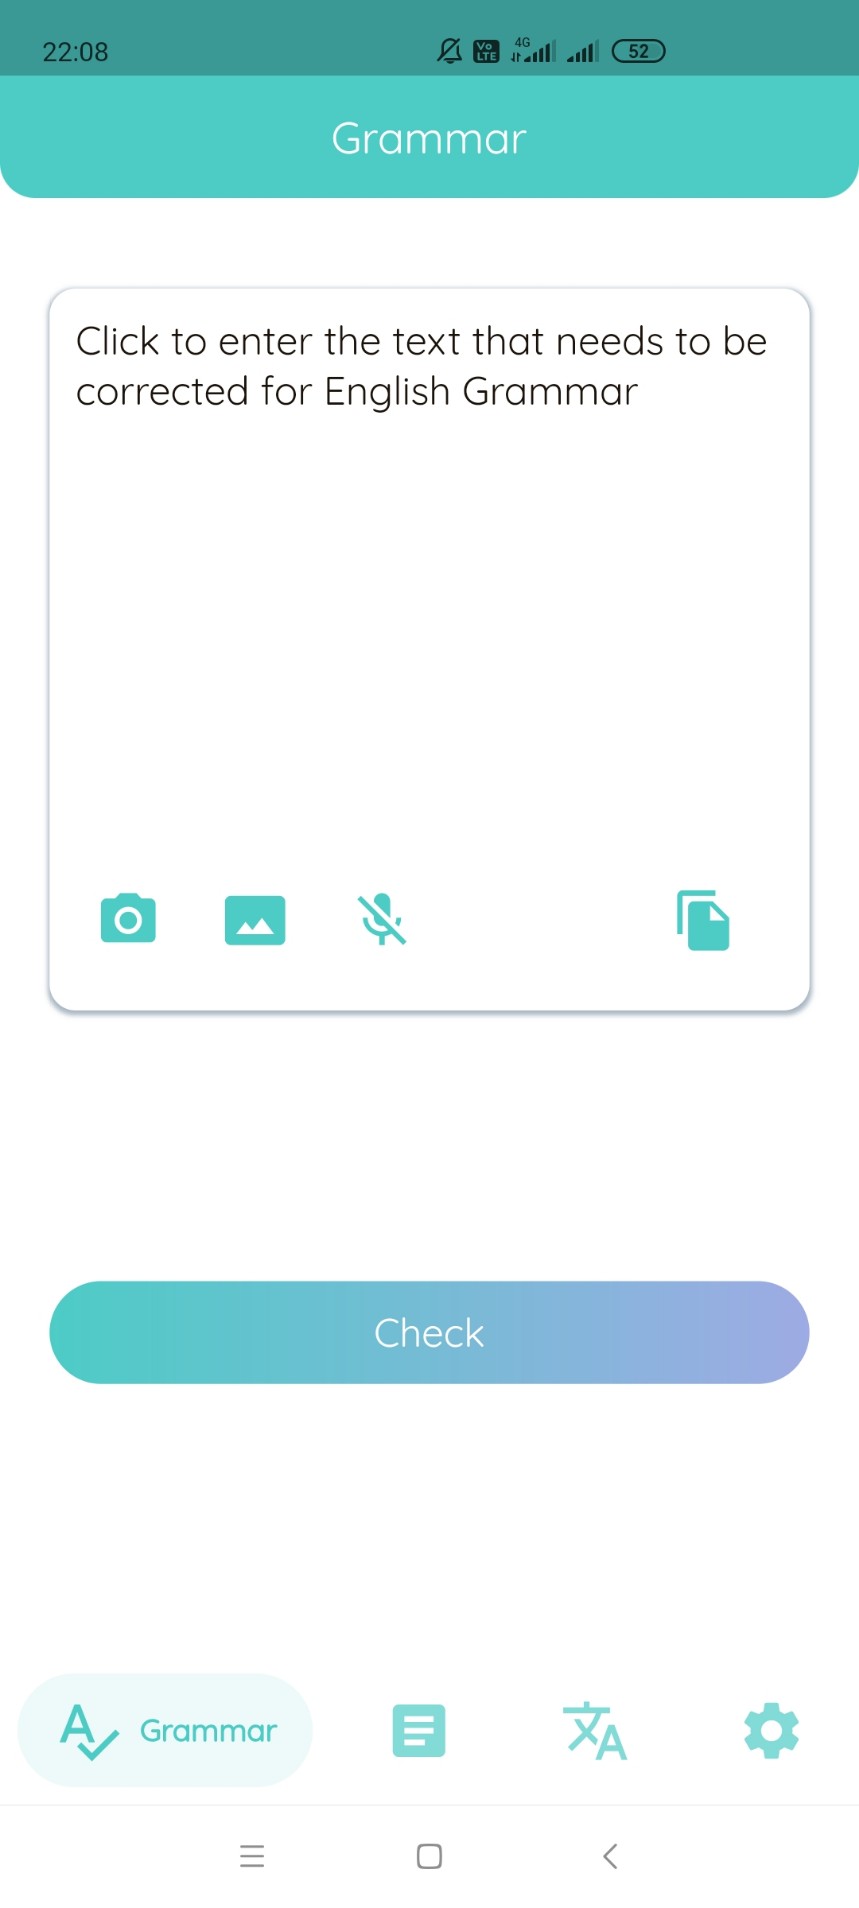 22:08
Vo LTE 4G 52
Grammar
Click to enter the text that needs to be
corrected for English Grammar
Check
Grammar